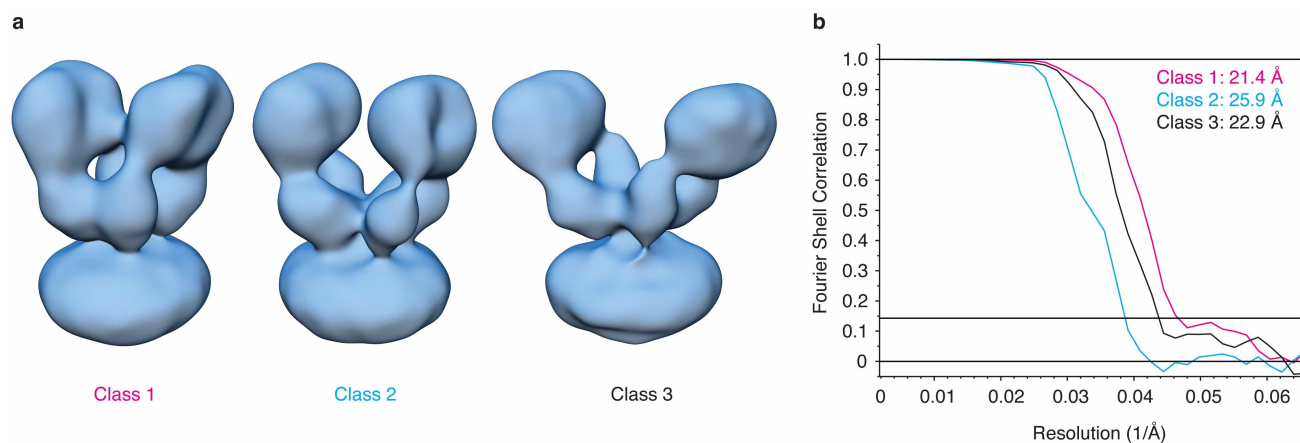 a
Class 1
Class 2
Class 3
b
Fourier Shell Correlation
1.0
0.9
0.8
0.7
0.6
0.5
0.4
0.3
0.2
0.1
0
Class 1: 21.4 Å
Class 2: 25.9 Å
Class 3: 22.9 Å
0 0.01 0.02 0.03 0.04 0.05 0.06
Resolution (1/Å)